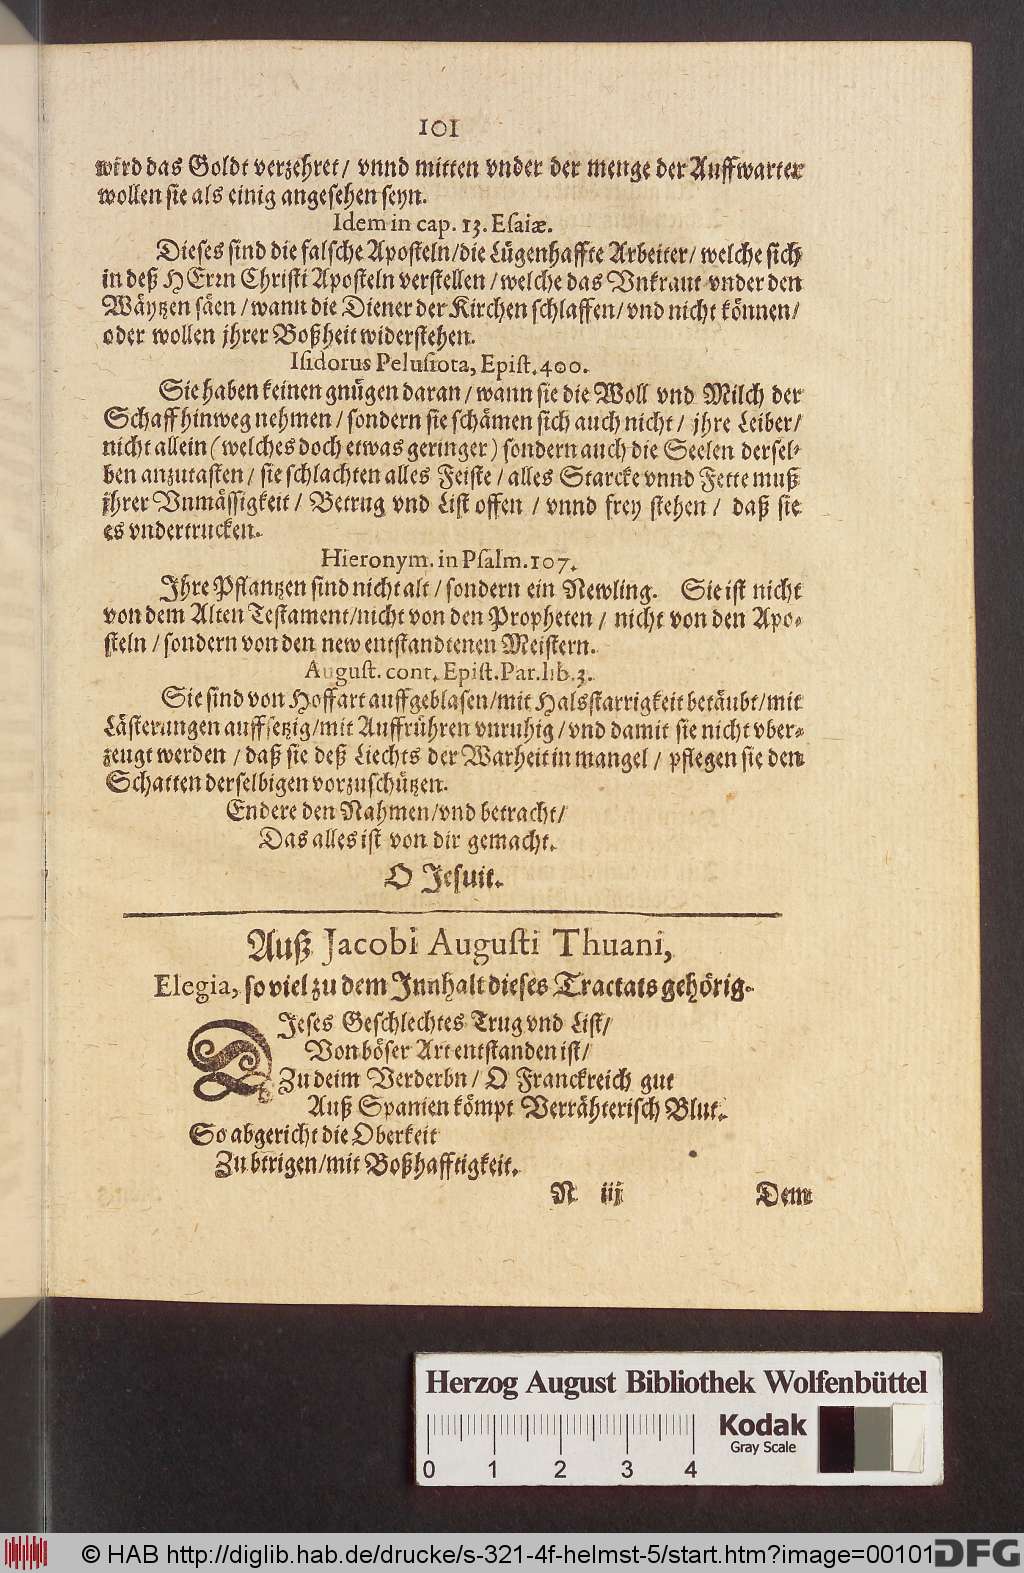 101
wird das Goldt verzehret / vnnd mitten vnder der menge der Auffwarter
wollen sie als einig angesehen seyn.
Idem in cap. 13. Esaiæ.
Dieses sind die falsche Aposteln / die Lügenhaffte Arbeiter / welche sich
in deß HErrn Christi Aposteln verstellen / welche das Vnkraut vnder den
Wäytzen säen / wann die Diener der Kirchen schlaffen / vnd nicht können /
oder wollen jhrer Boßheit widerstehen.
Isidorus Pelusiota, Epist. 400.
Sie haben keinen gnügen daran / wann sie die Woll vnd Milch der
Schaff hinweg nehmen / sondern sie schämen sich auch nicht / jhre Leiber /
nicht allein (welches doch etwas geringer) sondern auch die Seelen dersel-
ben anzutasten / sie schlachten alles Feiste / alles Starcke vnnd Fette muß
jhrer Vnmässigkeit / Betrug vnd List offen / vnnd frey stehen / daß sie
es vndertrucken.
Hieronym. in Psalm. 107.
Ihre Pflantzen sind nicht alt / sondern ein Newling. Sie ist nicht
von dem Alten Testament / nicht von den Propheten / nicht von den Apo-
steln / sondern von den new entstandtenen Meistern.
August. cont. Epist. Par. lib. 3.
Sie sind von Hoffart auffgeblasen / mit Halsstarrigkeit betäubt / mit
Lästerungen auffsetzig / mit Auffrühren vnruhig / vnd damit sie nicht vber-
zeugt werden / daß sie deß Liechts der Warheit in mangel / pflegen sie den
Schatten derselbigen vorzuschützen.
Endere den Nahmen / vnd betracht /
Das alles ist von dir gemacht.
O Jesuit.
Auß Jacobi Augusti Thuani,
Elegia, so viel zu dem Innhalt dieses Tractats gehörig.
DIeses Geschlechtes Trug vnd List /
Von böser Art entstanden ist /
Zu deim Verderbn / O Franckreich gut
Auß Spanien kömpt Verrähterisch Blut.
So abgericht die Oberkeit
Zu btrigen / mit Boßhafftigkeit.
N iij Dem
Herzog August Bibliothek Wolfenbüttel
Kodak
Gray Scale
0 1 2 3 4
© HAB http://diglib.hab.de/drucke/s-321-4f-helmst-5/start.htm?image=00101
DFG